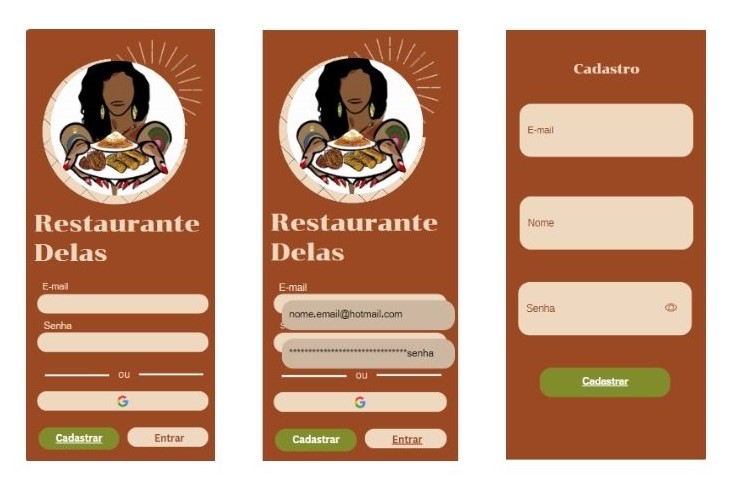 Restaurante
Delas
E-mail
Senha
ou
Cadastrar
Entrar
Restaurante
Delas
E-mail
nome.email@hotmail.com
******************************senha
ou
Cadastrar
Entrar
Cadastro
E-mail
Nome
Senha
Cadastrar